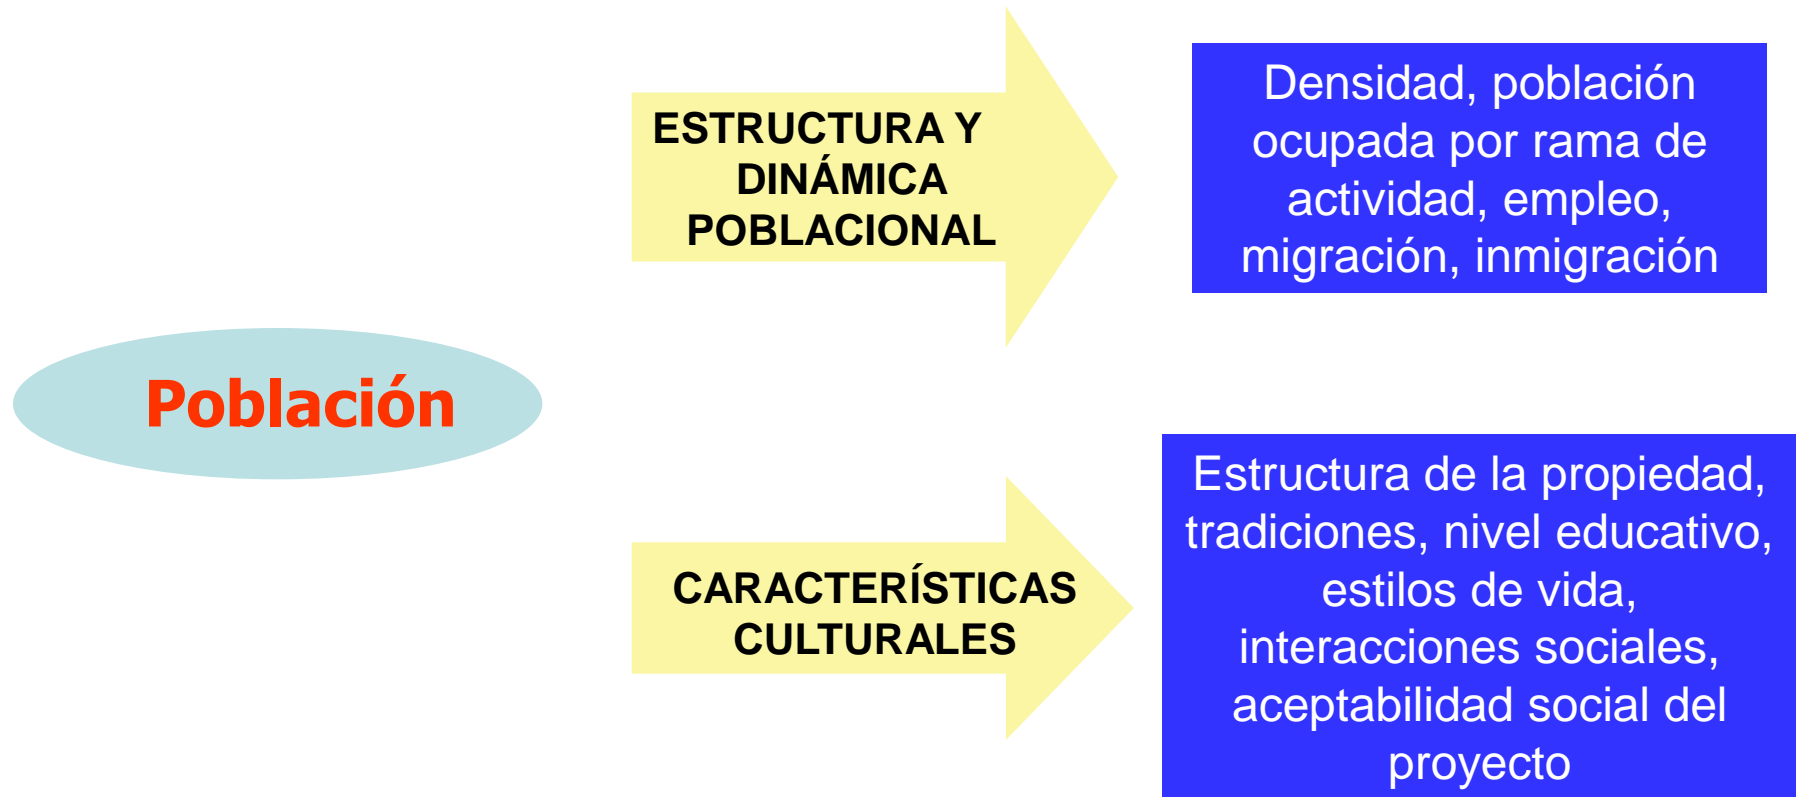 Población
ESTRUCTURA Y
DINÁMICA
POBLACIONAL
Densidad, población
ocupada por rama de
actividad, empleo,
migración, inmigración
CARACTERÍSTICAS
CULTURALES
Estructura de la propiedad,
tradiciones, nivel educativo,
estilos de vida,
interacciones sociales,
aceptabilidad social del
proyecto